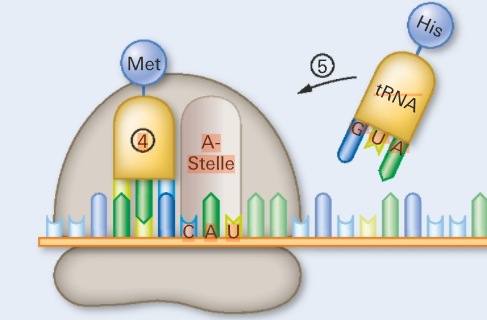 His
Met
⑤
tRNA
④
A-
Stelle
G U A
C A U